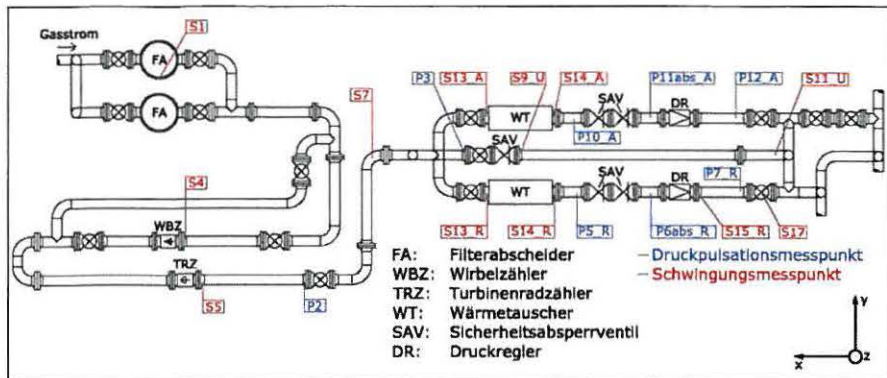 Gasstrom
S1
FA
FA
S7
P3
S13_A
S9_U
S14_A
P11abs_A
P12_A
S11_U
SAV
DR
WT
P10_A
SAV
S4
WBZ
SAV
DR
P7_R
WT
S13_R
S14_R
P5_R
P6abs_R
S15_R
S17
TRZ
S5
P2
FA: Filterabscheider
WBZ: Wirbelzähler
TRZ: Turbinenradzähler
WT: Wärmetauscher
SAV: Sicherheitsabsperrventil
DR: Druckregler
Druckpulsationsmesspunkt
Schwingungsmesspunkt
y
x
z